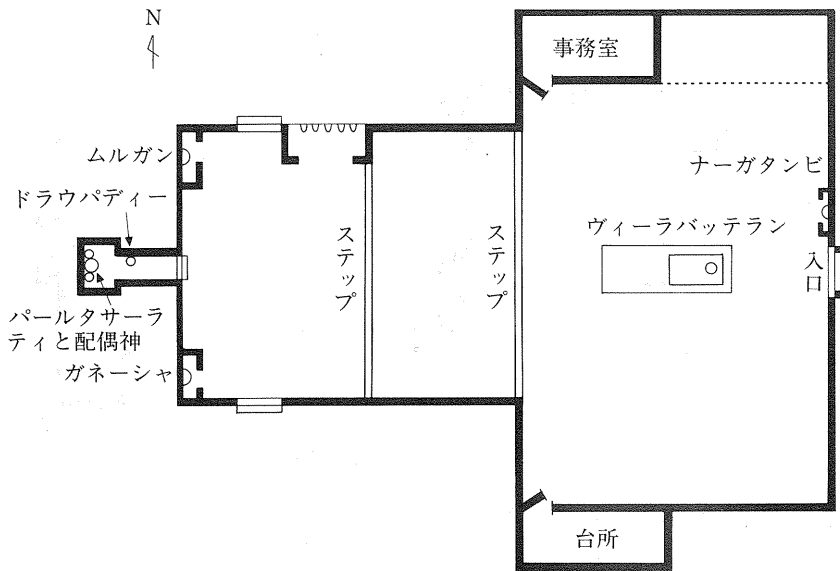 N
事務室
ムルガン
ナーガタンビ
ドラウパディー
ヴィーラバッテラン
ステップ
ステップ
入口
パールタサーラ
ティと配偶神
ガネーシャ
台所